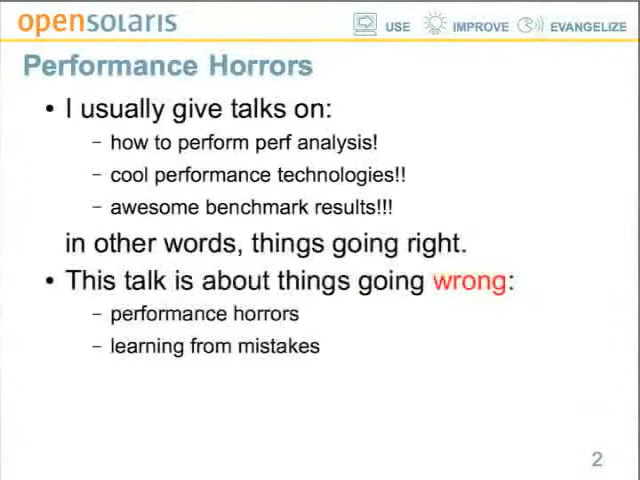 opensolaris USE IMPROVE EVANGELIZE
Performance Horrors
• I usually give talks on:
– how to perform perf analysis!
– cool performance technologies!!
– awesome benchmark results!!!
in other words, things going right.
• This talk is about things going wrong:
– performance horrors
– learning from mistakes
2